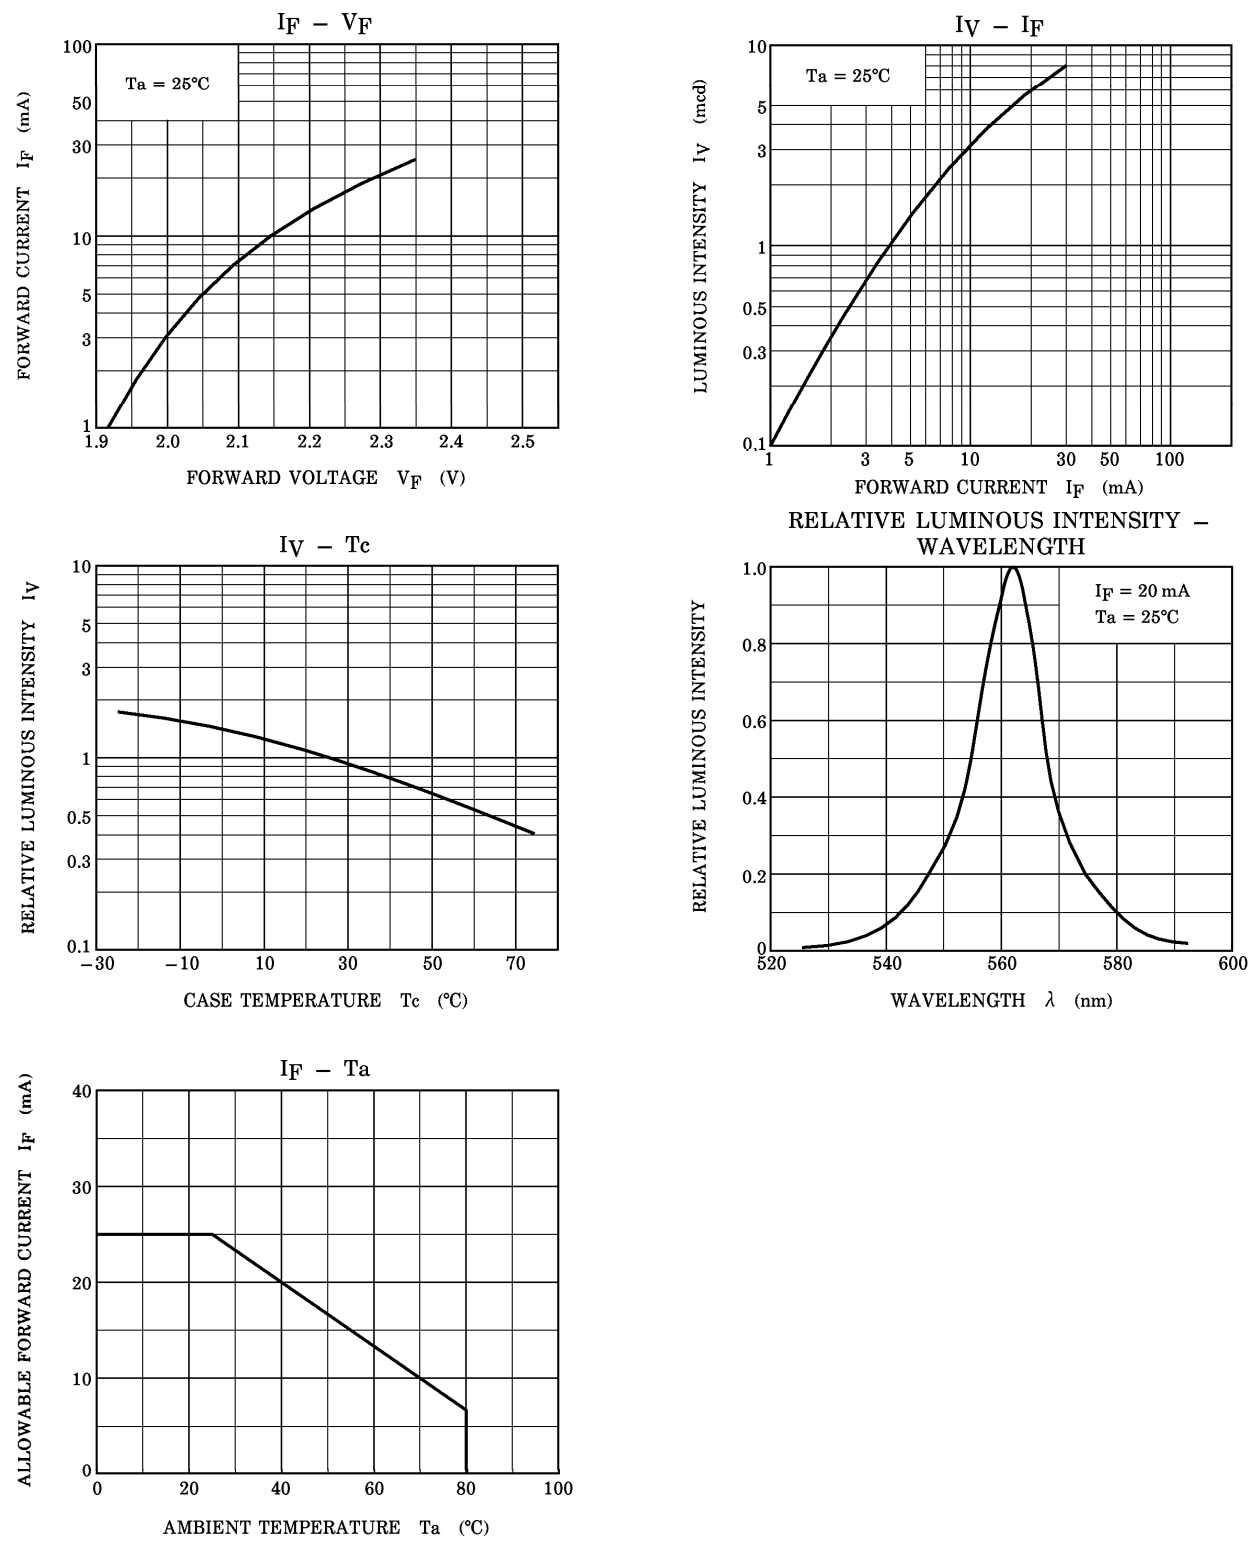 IF – VF
100
50
30
10
5
3
1
Ta = 25℃
1.9 2.0 2.1 2.2 2.3 2.4 2.5
FORWARD VOLTAGE VF (V)
FORWARD CURRENT IF (mA)
IV – IF
10
5
3
1
0.5
0.3
0.1
Ta = 25℃
1 3 5 10 30 50 100
FORWARD CURRENT IF (mA)
LUMINOUS INTENSITY IV (mcd)
IV – Tc
10
5
3
1
0.5
0.3
0.1
−30 −10 10 30 50 70
CASE TEMPERATURE Tc (℃)
RELATIVE LUMINOUS INTENSITY IV
RELATIVE LUMINOUS INTENSITY –
WAVELENGTH
1.0
0.8
0.6
0.4
0.2
0
IF = 20 mA
Ta = 25℃
520 540 560 580 600
WAVELENGTH λ (nm)
RELATIVE LUMINOUS INTENSITY
IF – Ta
40
30
20
10
0
0 20 40 60 80 100
AMBIENT TEMPERATURE Ta (℃)
ALLOWABLE FORWARD CURRENT IF (mA)